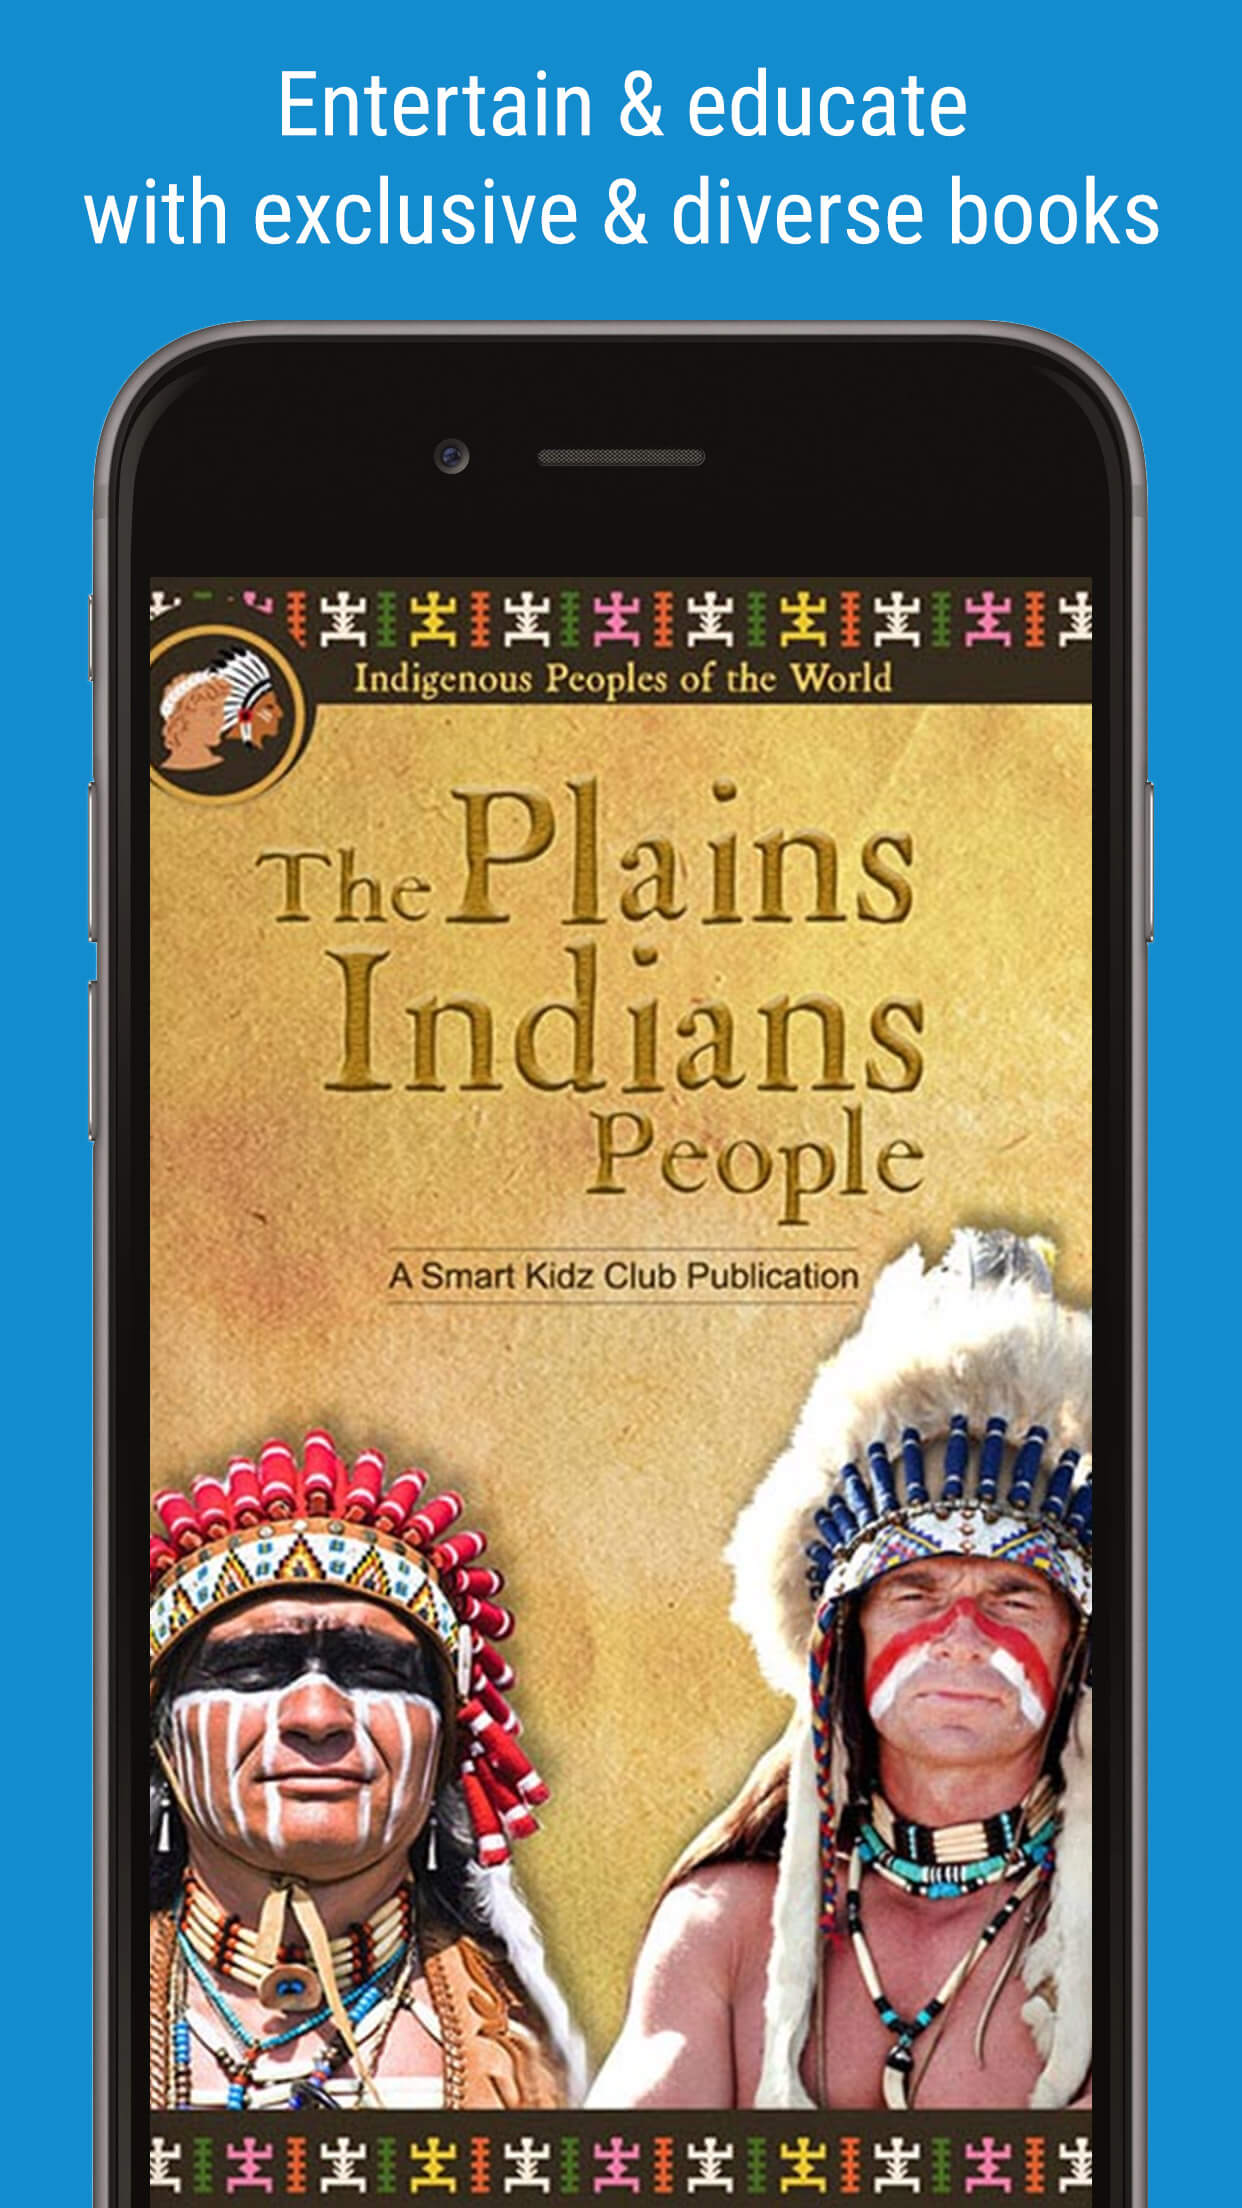 Entertain & educate
with exclusive & diverse books
Indigenous Peoples of the World
The Plains
Indians
People
A Smart Kidz Club Publication